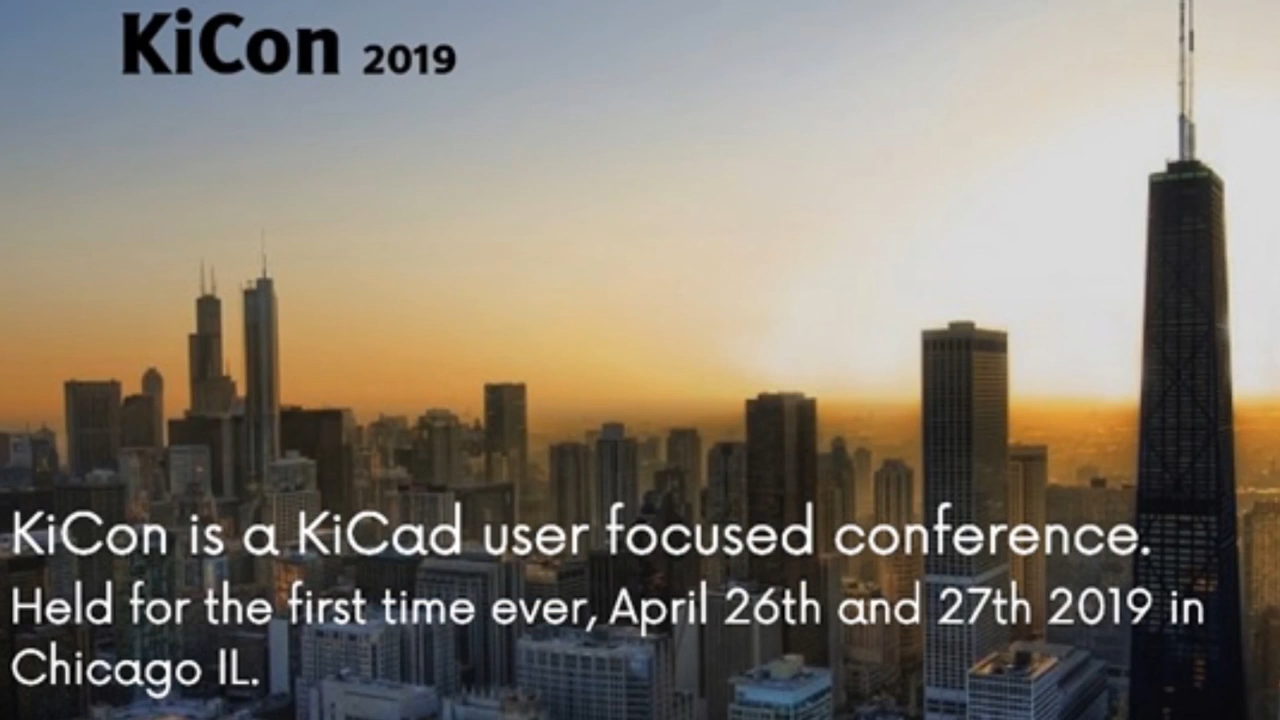 KiCon 2019
KiCon is a KiCad user focused conference.
Held for the first time ever, April 26th and 27th 2019 in
Chicago IL.